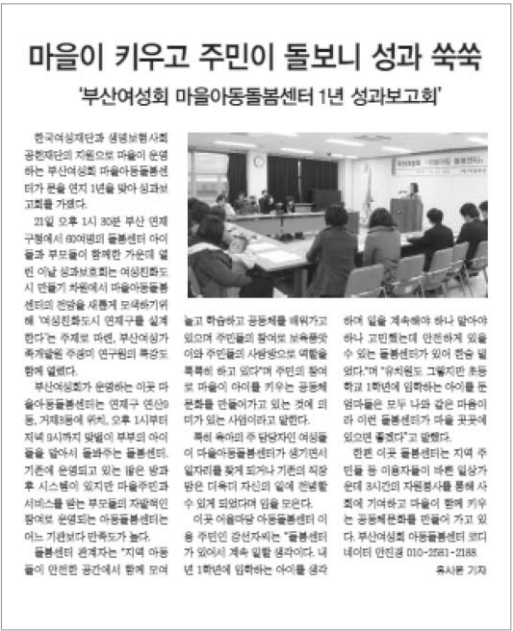 마을이 키우고 주민이 돌보니 성과 쑥쑥
'부산여성회 마을아동돌봄센터 1년 성과보고회'
한국여성재단과 생명보험사회
공헌재단의 지원으로 마을이 운영
하는 부산여성회 마을아동돌봄센
터가 문을 연지 1년을 맞아 성과보
고회를 가졌다.
21일 오후 1시 30분 부산 연제
구청에서 60여명의 돌봄센터 아이
들과 부모들이 함께한 가운데 열
린 이날 성과보호회는 여성친화도
시 만들기 차원에서 마을아동돌봄
센터의 전담을 새롭게 모색하기위
해 '여성친화도시 연제구를 설계
한다'는 주제로 마련, 부산여성가
족개발원 주경미 연구원의 특강도
함께 열렸다.
부산여성회가 운영하는 이곳 마
을아동돌봄센터는 연제구 연산9
동, 거제3동에 위치, 오후 1시부터
저녁 9시까지 맞벌이 부부의 아이
들을 맡아서 돌봐주는 돌봄센터.
기존에 운영되고 있는 많은 방과
후 시스템이 있지만 마을주민과
서비스를 받는 부모들의 자발적인
참여로 운영되는 아동돌봄센터는
어느 기관보다 만족도가 높다.
돌봄센터 관계자는 "지역 아동
들이 안전한 공간에서 함께 모여
놀고 학습하고 공동체를 배워가고
있으며 주민들의 참여로 보육품앗
이와 주민들의 사랑방으로 역할을
톡톡히 하고 있다"며 주민의 참여
로 마을이 아이를 키우는 공동체
문화를 만들어가고 있는 것에 의
미가 있는 사업이라고 말한다.
특히 육아의 주 담당자인 여성들
이 마을아동돌봄센터가 생기면서
일자리를 찾게 되거나 기존의 직장
맘은 더욱더 자신의 일에 전념할
수 있게 되었다며 입을 모은다.
이곳 어울마당 아동돌봄센터 이
용 주민인 강선자씨는 "돌봄센터
가 있어서 계속 일할 생각이다. 내
년 1학년에 입학하는 아이를 생각
하며 일을 계속해야 하나 말아야
하나 고민했는데 안전하게 있을
수 있는 돌봄센터가 있어 한숨 덜
었다."며 "유치원도 그렇지만 초등
학교 1학년에 입학하는 아이를 둔
엄마들은 모두 나와 같은 마음이
라 이런 돌봄센터가 마을 곳곳에
있으면 좋겠다"고 말했다.
한편 이곳 돌봄센터는 지역 주
민들 등 이용자들이 바쁜 일상가
운데 3시간의 자원봉사를 통해 사
회에 기여하고 마을이 함께 키우
는 공동체문화를 만들어 가고 있
다. 부산여성회 아동돌봄센터 코디
네이터 안진경 010-2581-2188
유시윤 기자